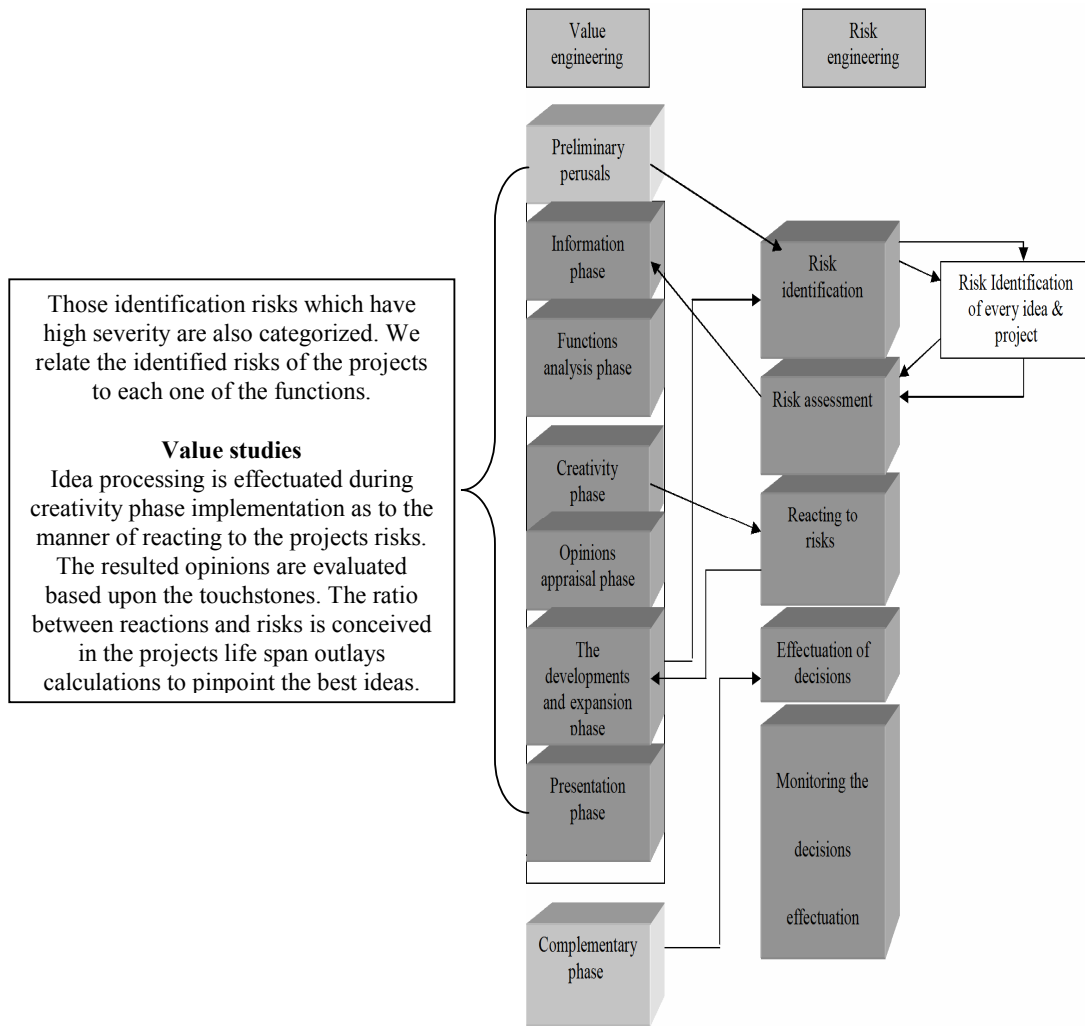 Value
engineering
Risk
engineering
Preliminary
perusals
Information
phase
Functions
analysis phase
Creativity
phase
Opinions
appraisal phase
The
developments
and expansion
phase
Presentation
phase
Complementary
phase
Risk
identification
Risk assessment
Reacting to
risks
Effectuation of
decisions
Monitoring the
decisions
effectuation
Risk Identification
of every idea &
project
Those identification risks which have
high severity are also categorized. We
relate the identified risks of the projects
to each one of the functions.
Value studies
Idea processing is effectuated during
creativity phase implementation as to the
manner of reacting to the projects risks.
The resulted opinions are evaluated
based upon the touchstones. The ratio
between reactions and risks is conceived
in the projects life span outlays
calculations to pinpoint the best ideas.